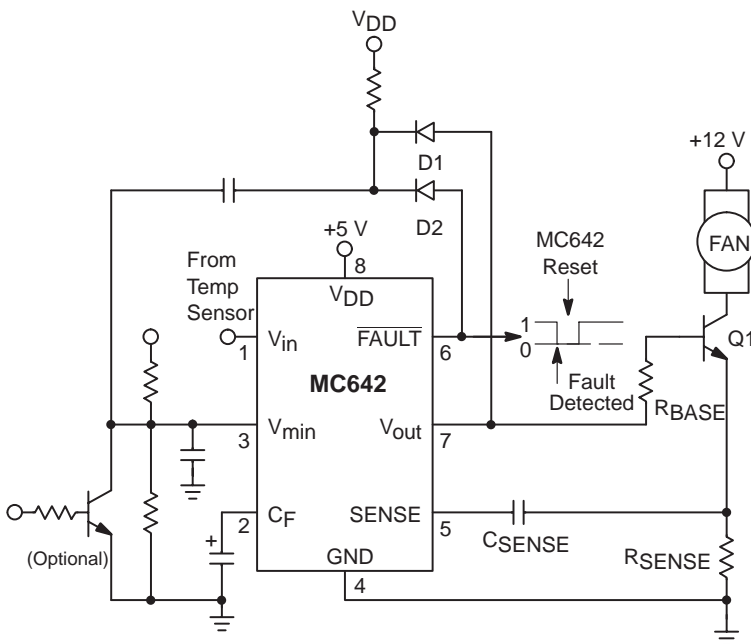 VDD
+12 V
D1
D2
FAN
+5 V
MC642
Reset
From
Temp
Sensor
8
VDD
1
0
Vin
1
FAULT
6
Q1
MC642
Fault
Detected
RBASE
Vmin
3
Vout
7
CF
2
SENSE
5
CSENSE
+
(Optional)
GND
4
RSENSE